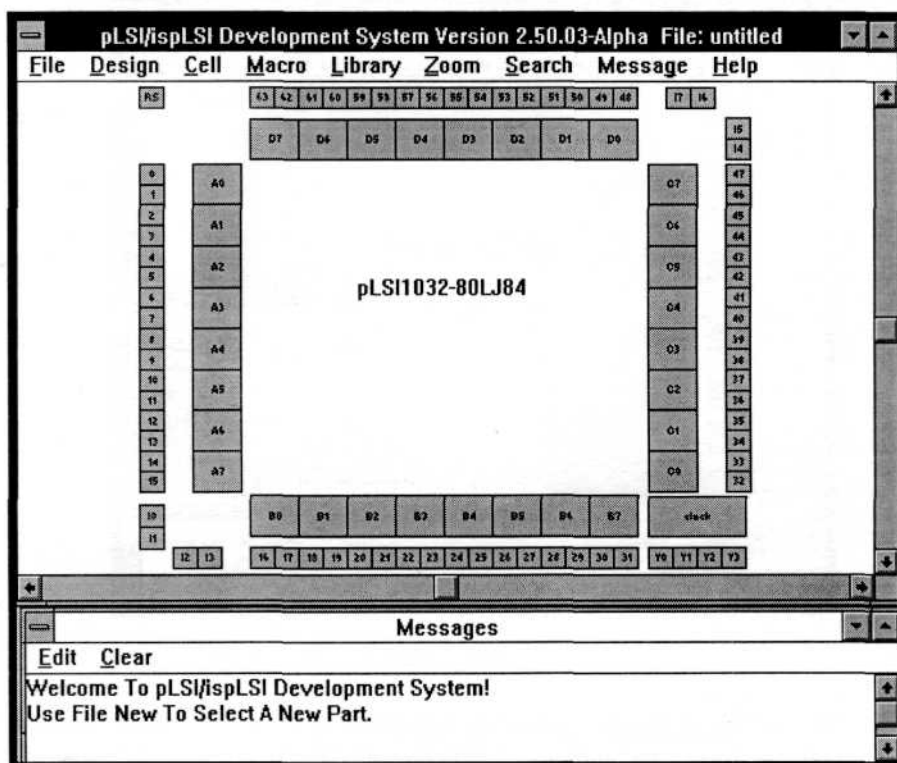 pLSI/ispLSI Development System Version 2.50.03-Alpha File: untitled
File Design Cell Macro Library Zoom Search Message Help
RS 63 62 61 60 59 58 57 56 55 54 53 52 51 50 49 48 I7 I6
I5
D7 D6 D5 D4 D3 D2 D1 D0
I4
0 A0 C7 47
1 46
2 A1 C6 45
3 44
4 A2 C5 43
5 42
pLSI1032-80LJ84
6 A3 C4 41
7 40
8 A4 C3 39
9 38
10 A5 C2 37
11 36
12 A6 C1 35
13 34
14 A7 C0 33
15 32
I0 B0 B1 B2 B3 B4 B5 B6 B7 clock
I1
I2 I3 16 17 18 19 20 21 22 23 24 25 26 27 28 29 30 31 Y0 Y1 Y2 Y3
Messages
Edit Clear
Welcome To pLSI/ispLSI Development System!
Use File New To Select A New Part.